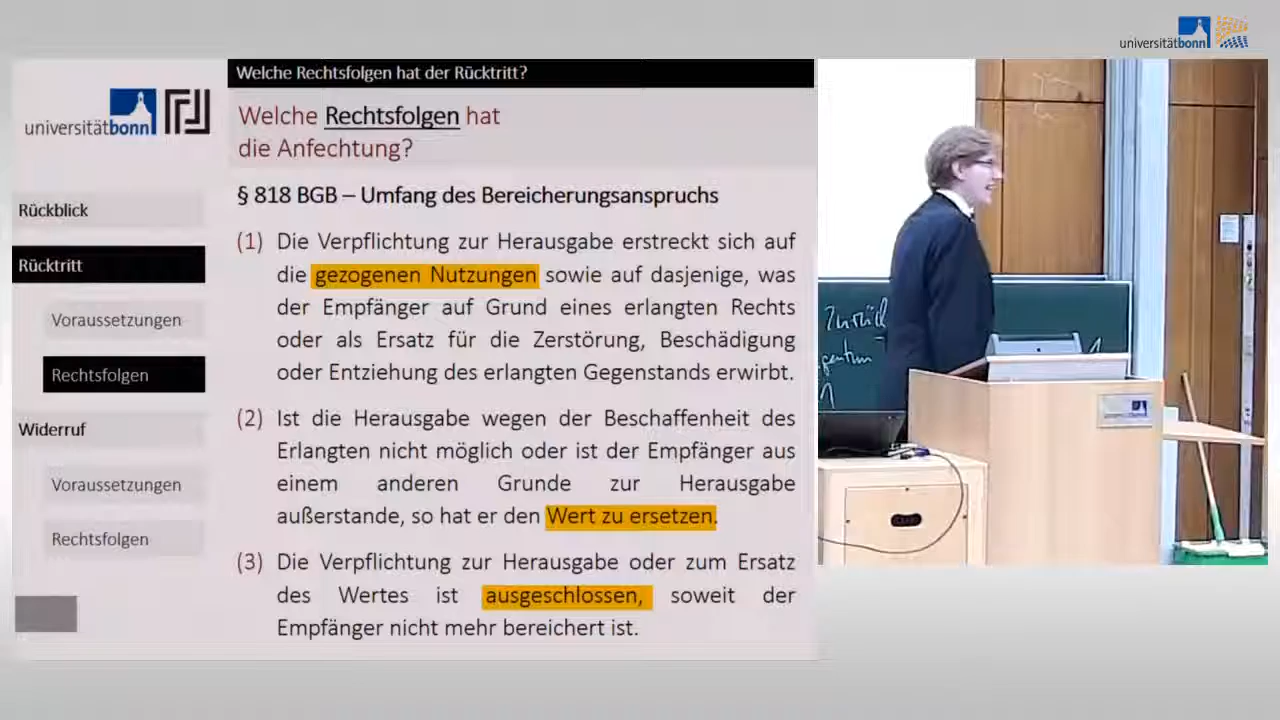 universitätbonn
Welche Rechtsfolgen hat der Rücktritt?
universitätbonn
Welche Rechtsfolgen hat
die Anfechtung?
§ 818 BGB – Umfang des Bereicherungsanspruchs
Rückblick
Rücktritt
Voraussetzungen
Rechtsfolgen
Widerruf
Voraussetzungen
Rechtsfolgen
(1) Die Verpflichtung zur Herausgabe erstreckt sich auf
die gezogenen Nutzungen sowie auf dasjenige, was
der Empfänger auf Grund eines erlangten Rechts
oder als Ersatz für die Zerstörung, Beschädigung
oder Entziehung des erlangten Gegenstands erwirbt.
(2) Ist die Herausgabe wegen der Beschaffenheit des
Erlangten nicht möglich oder ist der Empfänger aus
einem anderen Grunde zur Herausgabe
außerstande, so hat er den Wert zu ersetzen.
(3) Die Verpflichtung zur Herausgabe oder zum Ersatz
des Wertes ist ausgeschlossen, soweit der
Empfänger nicht mehr bereichert ist.